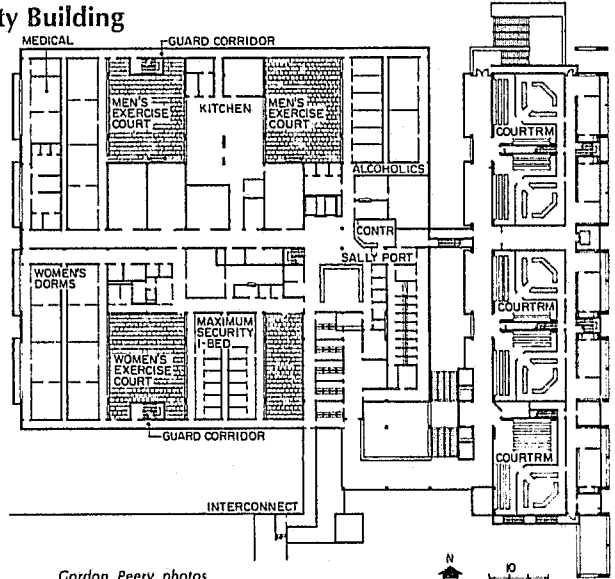 ty Building
MEDICAL
GUARD CORRIDOR
MEN'S
EXERCISE
COURT
KITCHEN
MEN'S
EXERCISE
COURT
COURTRM
ALCOHOLICS
CONTR
SALLY PORT
WOMEN'S
DORMS
MAXIMUM
SECURITY
I-BED
WOMEN'S
EXERCISE
COURT
COURTRM
GUARD CORRIDOR
COURTRM
INTERCONNECT
N
10
Gordon Peery photos